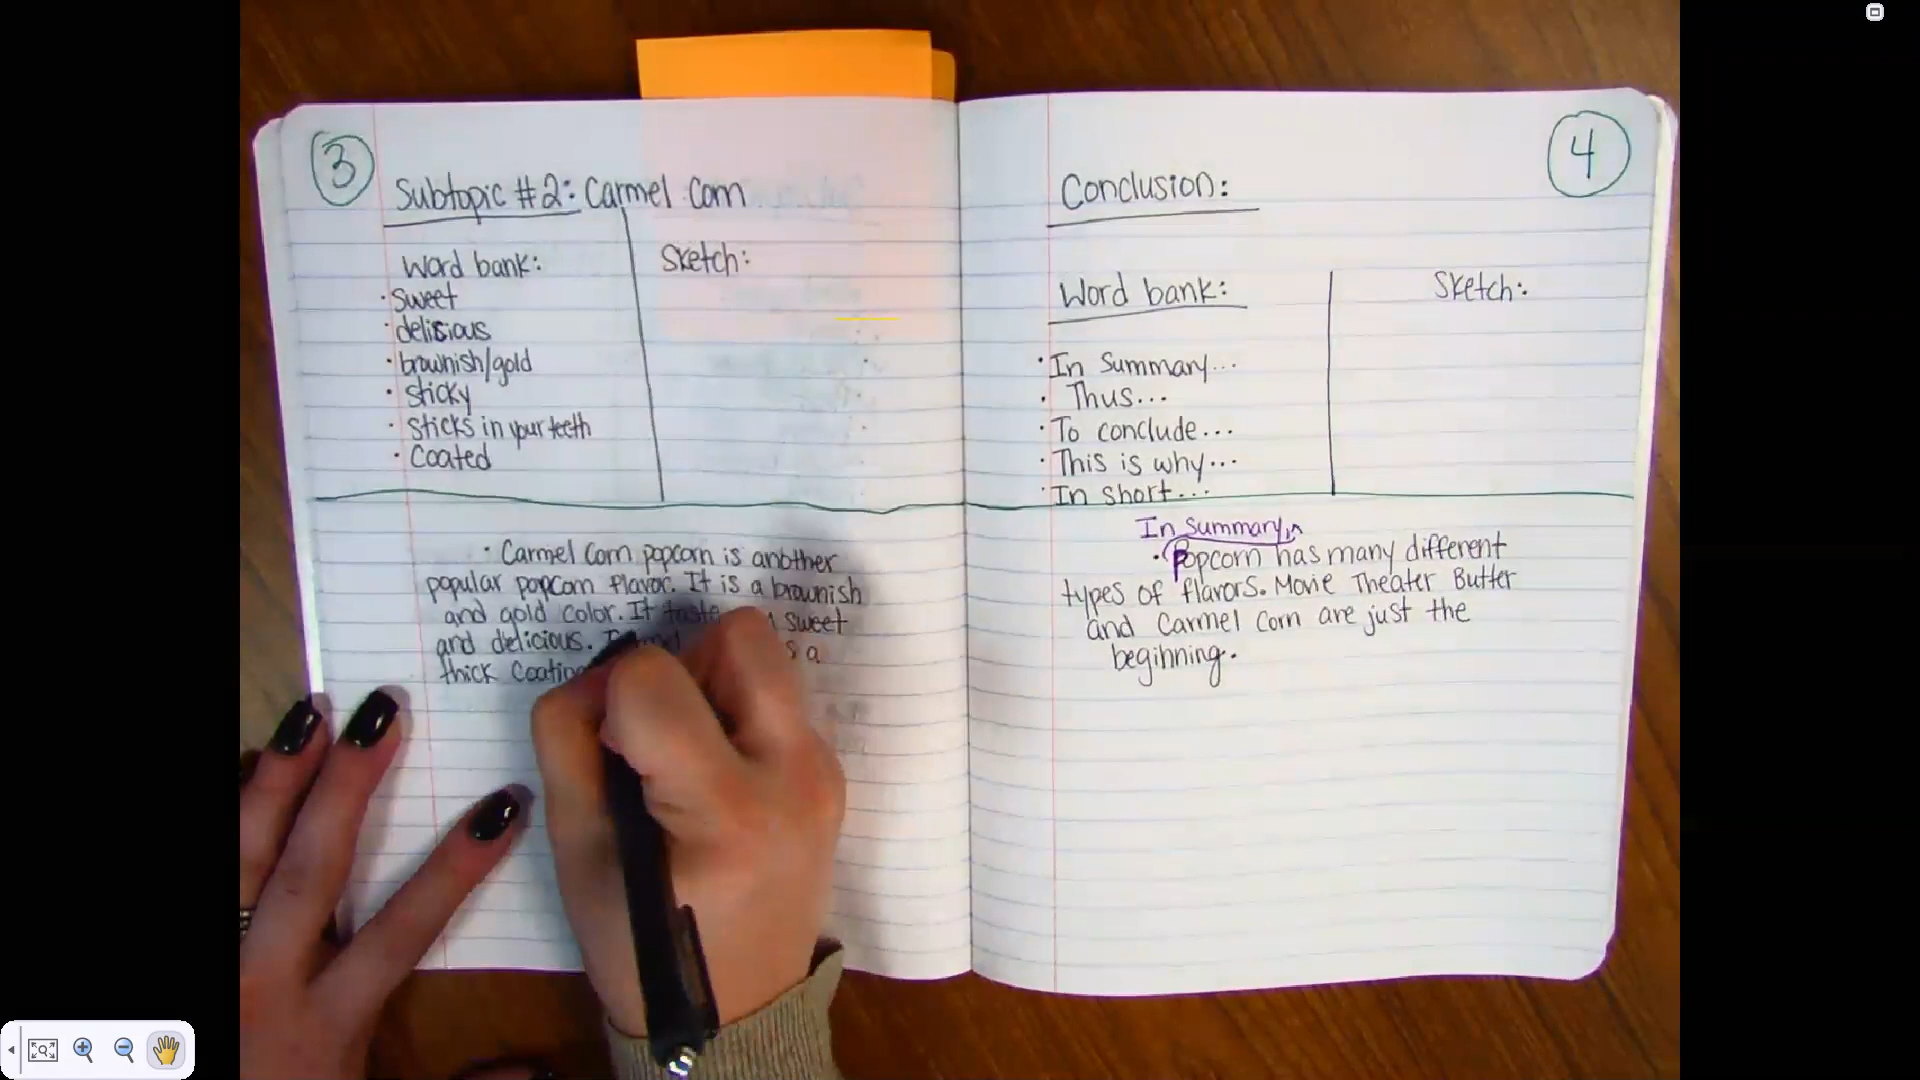 3
Subtopic #2: Carmel Corn
Word bank:
Sketch:
• sweet
• delisious
• brownish/gold
• sticky
• sticks in your teeth
• Coated
• Carmel Corn popcorn is another
popular popcorn flavor. It is a brownish
and gold color. It sweet
and delicious. s a
thick Coating
4
Conclusion:
Word bank:
Sketch:
• In Summary...
• Thus...
• To conclude...
• This is why...
• In short...
In summary,
• Popcorn has many different
types of flavors. Movie Theater Butter
and Carmel Corn are just the
beginning.